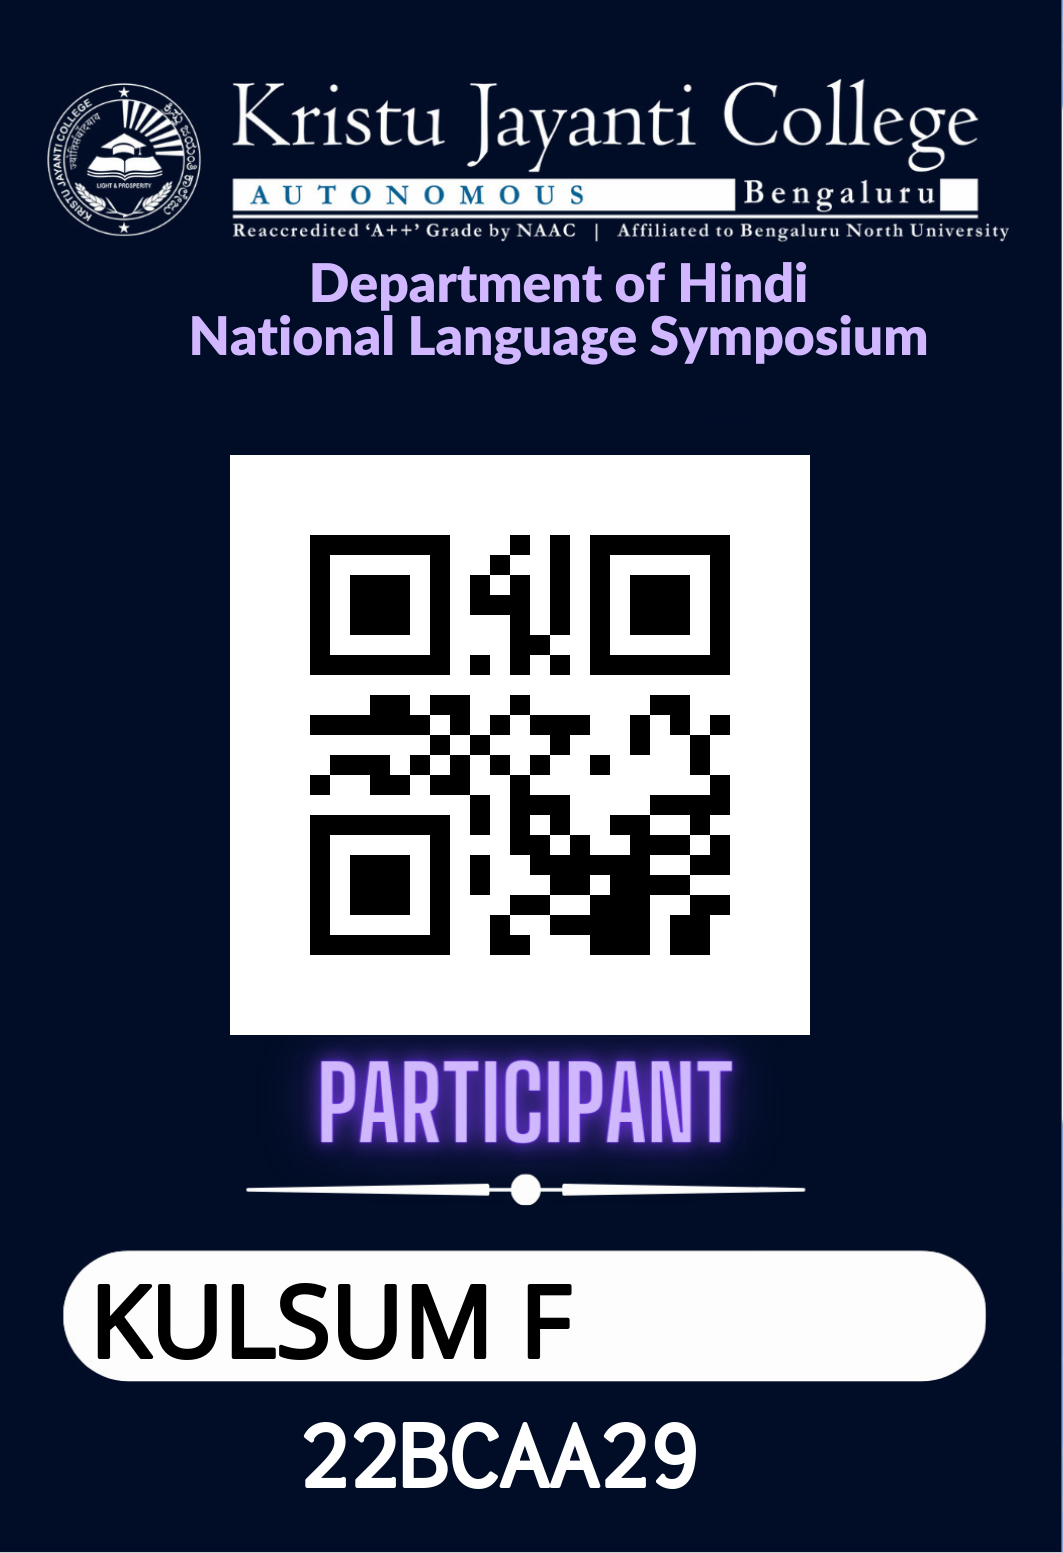 KRISTU JAYANTI COLLEGE
LIGHT & PROSPERITY
Kristu Jayanti College
AUTONOMOUS Bengaluru
Reaccredited ‘A++’ Grade by NAAC | Affiliated to Bengaluru North University
Department of Hindi
National Language Symposium
PARTICIPANT
KULSUM F
22BCAA29